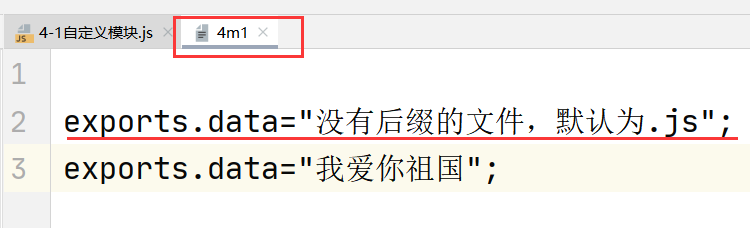 JS 4-1自定义模块.js × 4m1 ×
1
2 exports.data="没有后缀的文件，默认为.js";
3 exports.data="我爱你祖国";